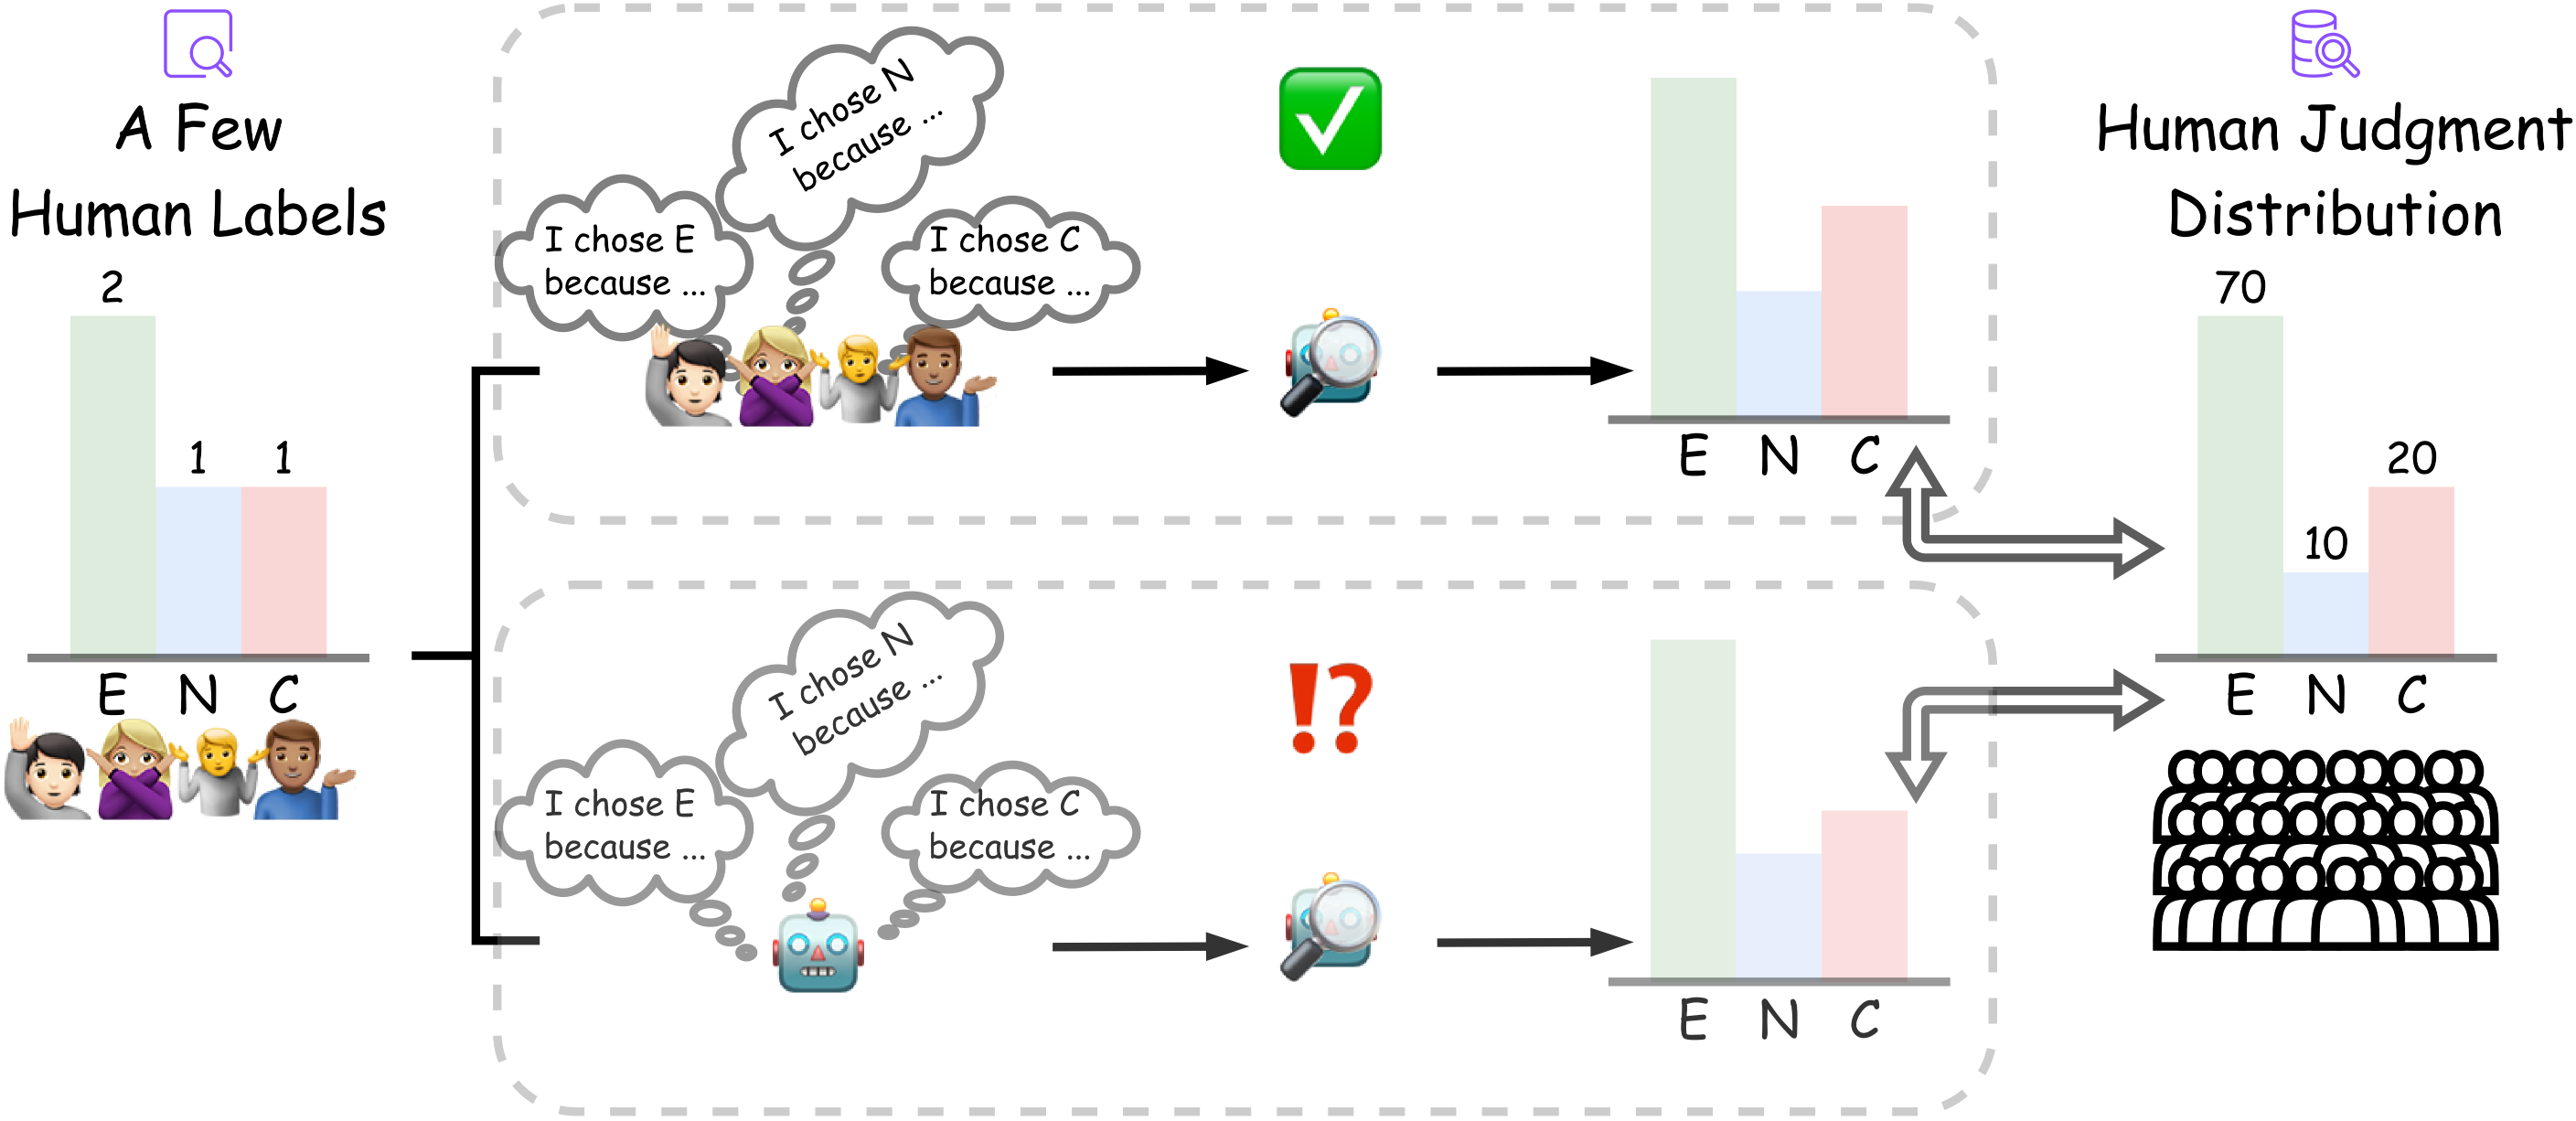 A Few
Human Labels
2
1 1
E N C
I chose N
because ...
I chose E
because ...
I chose C
because ...
E N C
I chose N
because ...
I chose E
because ...
I chose C
because ...
E N C
Human Judgment
Distribution
70
10
20
E N C